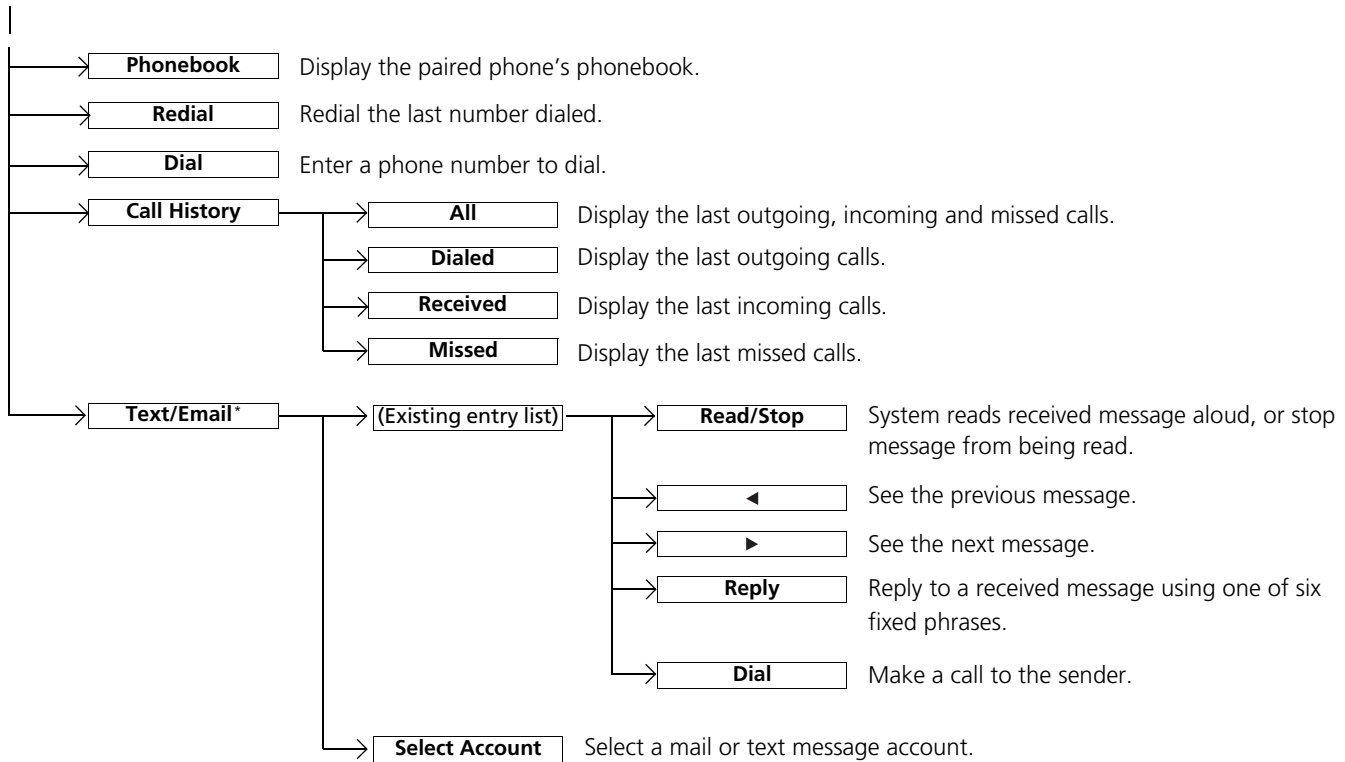 Phonebook Display the paired phone's phonebook.
Redial Redial the last number dialed.
Dial Enter a phone number to dial.
Call History All Display the last outgoing, incoming and missed calls.
Dialed Display the last outgoing calls.
Received Display the last incoming calls.
Missed Display the last missed calls.
Text/Email* (Existing entry list) Read/Stop System reads received message aloud, or stop
message from being read.
◄ See the previous message.
► See the next message.
Reply Reply to a received message using one of six
fixed phrases.
Dial Make a call to the sender.
Select Account Select a mail or text message account.